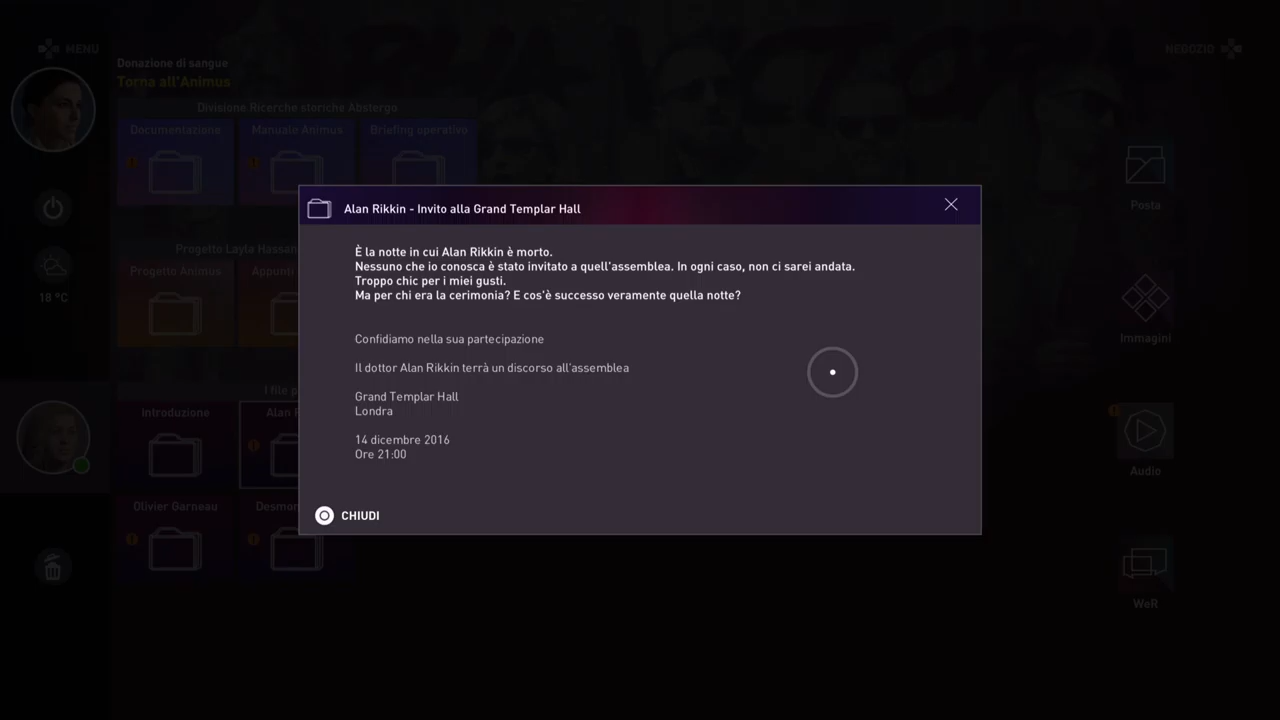 MENU
NEGOZIO
Donazione di sangue
Torna all'Animus
Divisione Ricerche storiche Abstergo
Documentazione
Manuale Animus
Briefing operativo
Alan Rikkin - Invito alla Grand Templar Hall
È la notte in cui Alan Rikkin è morto.
Nessuno che io conosca è stato invitato a quell'assemblea. In ogni caso, non ci sarei andata.
Troppo chic per i miei gusti.
Ma per chi era la cerimonia? E cos'è successo veramente quella notte?
Confidiamo nella sua partecipazione
Il dottor Alan Rikkin terrà un discorso all'assemblea
Grand Templar Hall
Londra
14 dicembre 2016
Ore 21:00
CHIUDI
Progetto Layla Hassan
Progetto Animus
Appunti
18 °C
I file p
Introduzione
Alan R
Olivier Garneau
Desmon
Posta
Immagini
Audio
WeR